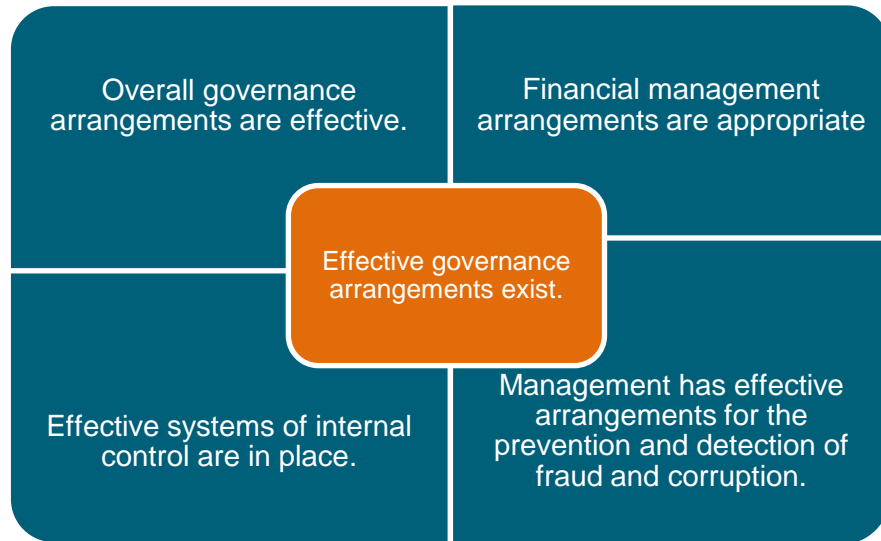 Overall governance
arrangements are effective.
Financial management
arrangements are appropriate
Effective governance
arrangements exist.
Effective systems of internal
control are in place.
Management has effective
arrangements for the
prevention and detection of
fraud and corruption.